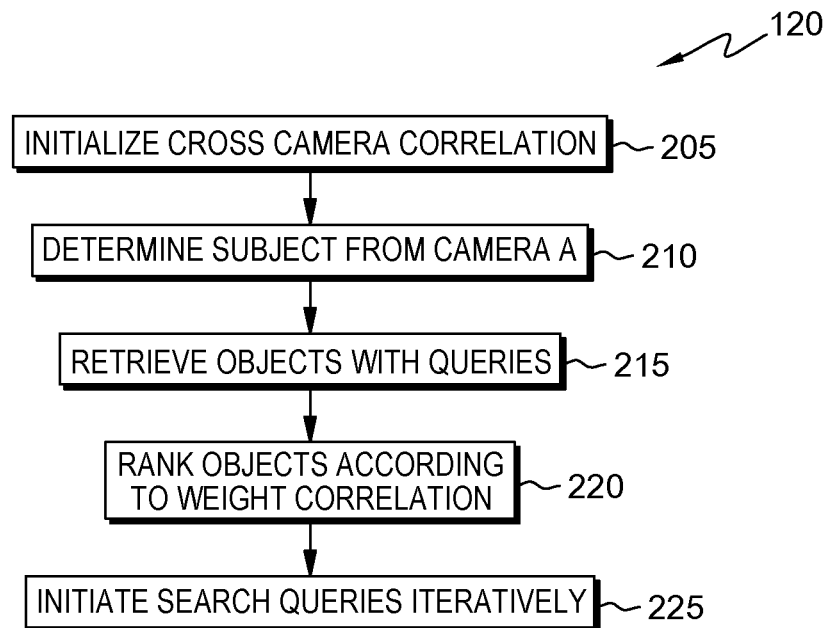 120
INITIALIZE CROSS CAMERA CORRELATION 205
DETERMINE SUBJECT FROM CAMERA A 210
RETRIEVE OBJECTS WITH QUERIES 215
RANK OBJECTS ACCORDING
TO WEIGHT CORRELATION 220
INITIATE SEARCH QUERIES ITERATIVELY 225